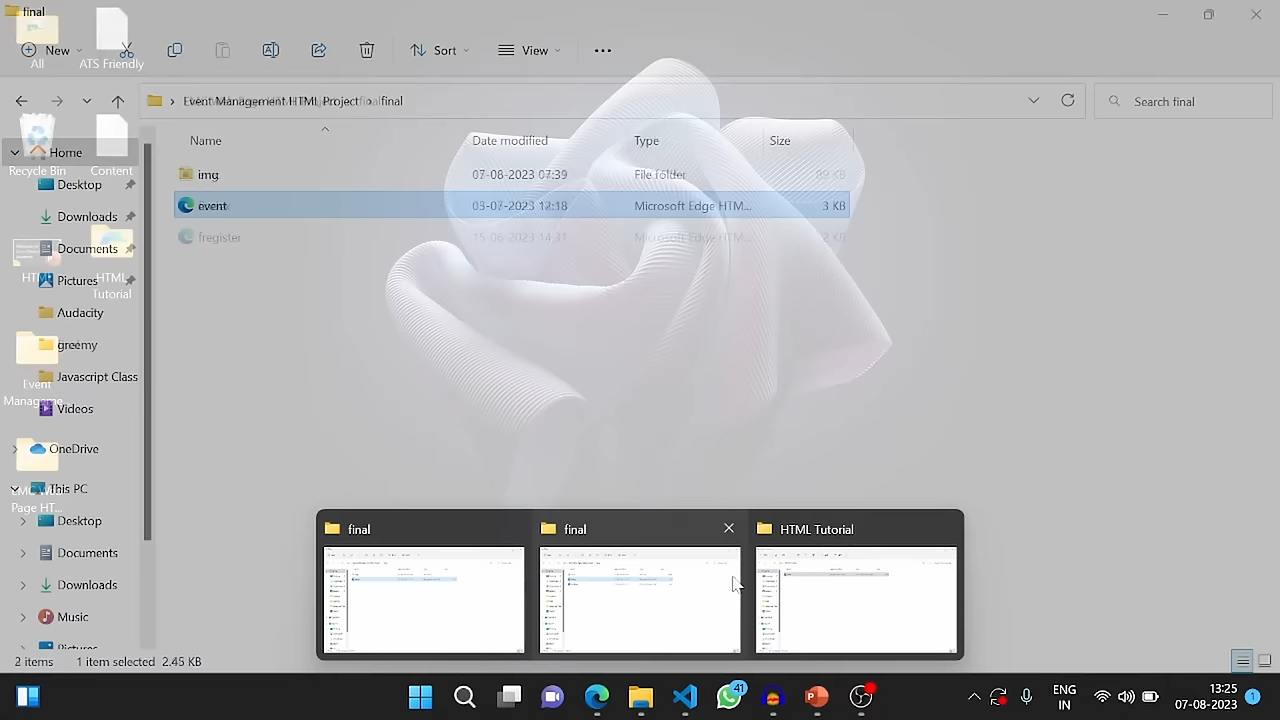 final
New
Sort
View
All
ATS Friendly
Event Management HTML Project
final
Search final
Name
Date modified
Type
Size
Home
Recycle Bin
Content
img
07-08-2023 07:39
File folder
Desktop
event
03-07-2023 12:18
Microsoft Edge HTM...
3 KB
Downloads
fregister
15-06-2023 14:31
Documents
HTML
Tutorial
Pictures
Audacity
greemy
Event
Manageme...
Javascript Class
Videos
OneDrive
This PC
Page HT...
Desktop
Documents
Downloads
Music
Pictures
2 items
1 item selected 2.45 KB
final
final
HTML Tutorial
41
ENG
IN
13:25
07-08-2023
1